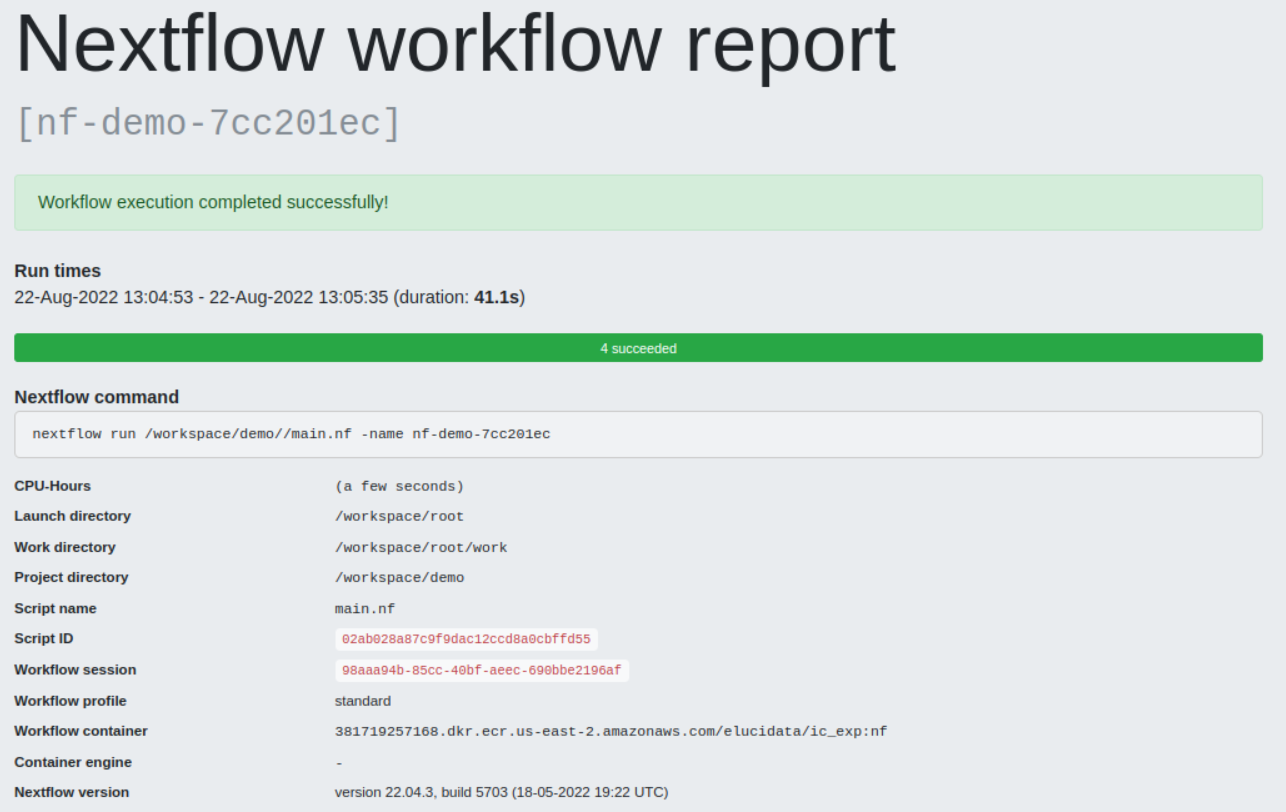 Nextflow workflow report
[nf-demo-7cc201ec]
Workflow execution completed successfully!
Run times
22-Aug-2022 13:04:53 - 22-Aug-2022 13:05:35 (duration: 41.1s)
4 succeeded
Nextflow command
nextflow run /workspace/demo//main.nf -name nf-demo-7cc201ec
CPU-Hours (a few seconds)
Launch directory /workspace/root
Work directory /workspace/root/work
Project directory /workspace/demo
Script name main.nf
Script ID 02ab028a87c9f9dac12ccd8a0cbffd55
Workflow session 98aaa94b-85cc-40bf-aeec-690bbe2196af
Workflow profile standard
Workflow container 381719257168.dkr.ecr.us-east-2.amazonaws.com/elucidata/ic_exp:nf
Container engine -
Nextflow version version 22.04.3, build 5703 (18-05-2022 19:22 UTC)